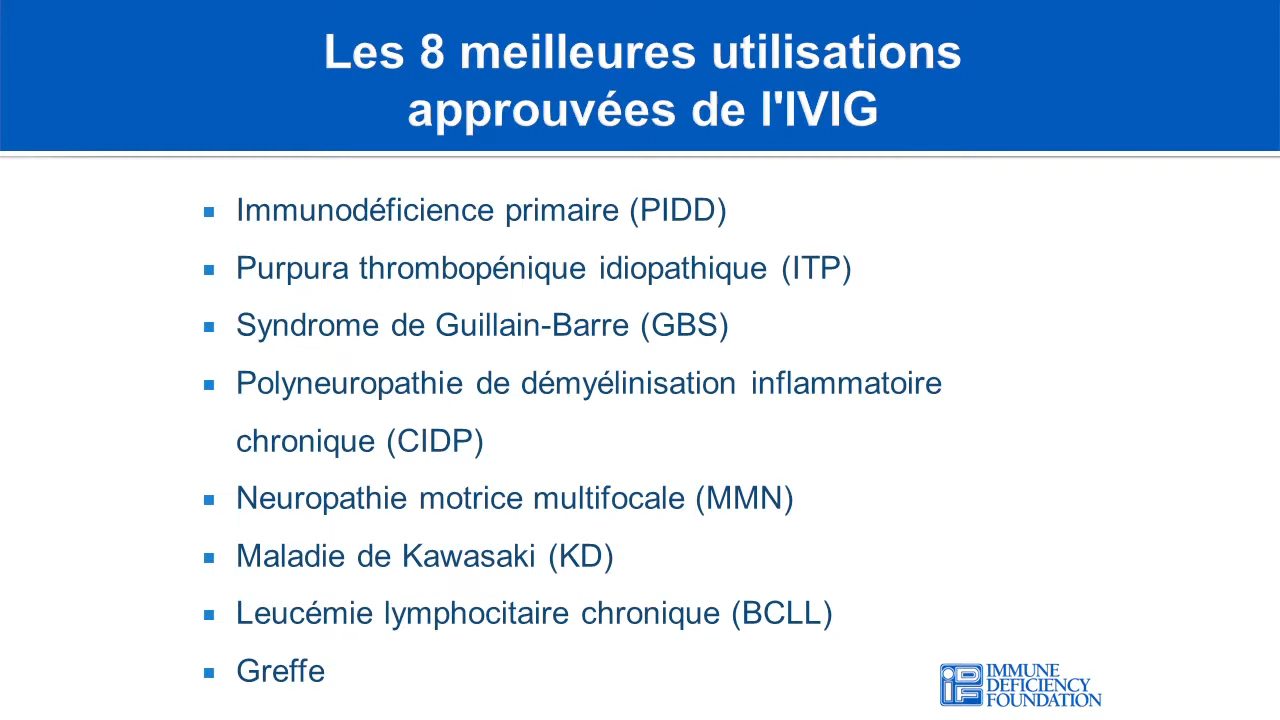 Les 8 meilleures utilisations
approuvées de l'IVIG
Immunodéficience primaire (PIDD)
Purpura thrombopénique idiopathique (ITP)
Syndrome de Guillain-Barre (GBS)
Polyneuropathie de démyélinisation inflammatoire
chronique (CIDP)
Neuropathie motrice multifocale (MMN)
Maladie de Kawasaki (KD)
Leucémie lymphocitaire chronique (BCLL)
Greffe
IDF
IMMUNE
DEFICIENCY
FOUNDATION